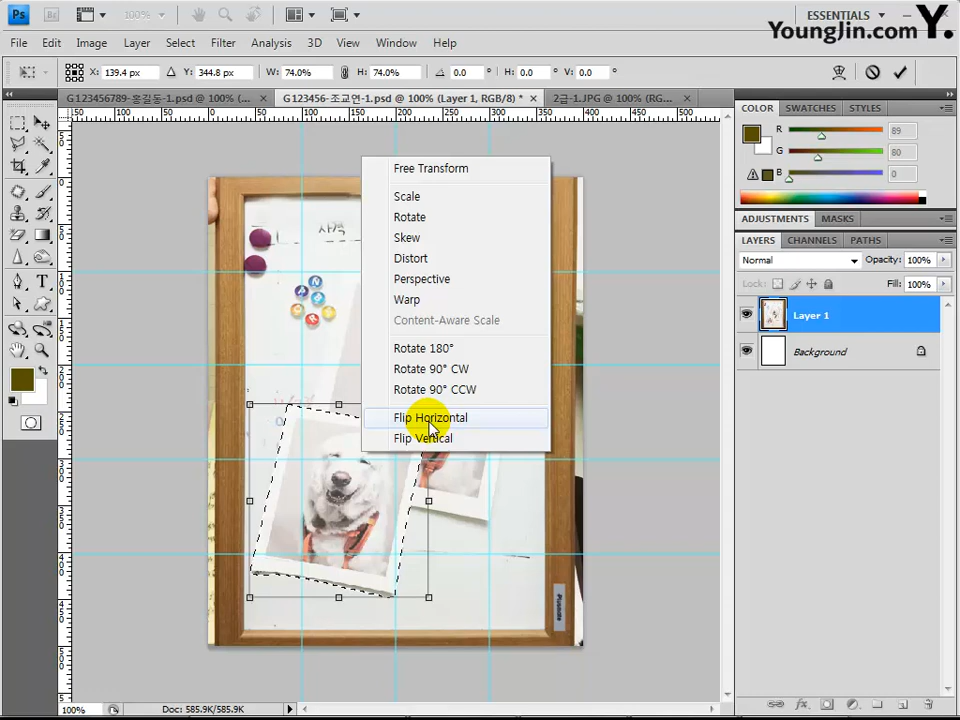 Ps Br 100% ESSENTIALS
YoungJin.com Y.
File Edit Image Layer Select Filter Analysis 3D View Window Help
X: 139.4 px Y: 344.8 px W: 74.0% H: 74.0% 0.0 ° H: 0.0 ° V: 0.0 °
G123456789-홍길동-1.psd @ 100% (... × G123456-조교연-1.psd @ 100% (Layer 1, RGB/8) * × 2급-1.JPG @ 100% (RG... ×
COLOR SWATCHES STYLES
R 89
G 80
B 0
ADJUSTMENTS MASKS
LAYERS CHANNELS PATHS
Normal Opacity: 100%
Lock: Fill: 100%
Layer 1
Background
Free Transform
Scale
Rotate
Skew
Distort
Perspective
Warp
Content-Aware Scale
Rotate 180°
Rotate 90° CW
Rotate 90° CCW
Flip Horizontal
Flip Vertical
100% Doc: 585.9K/585.9K